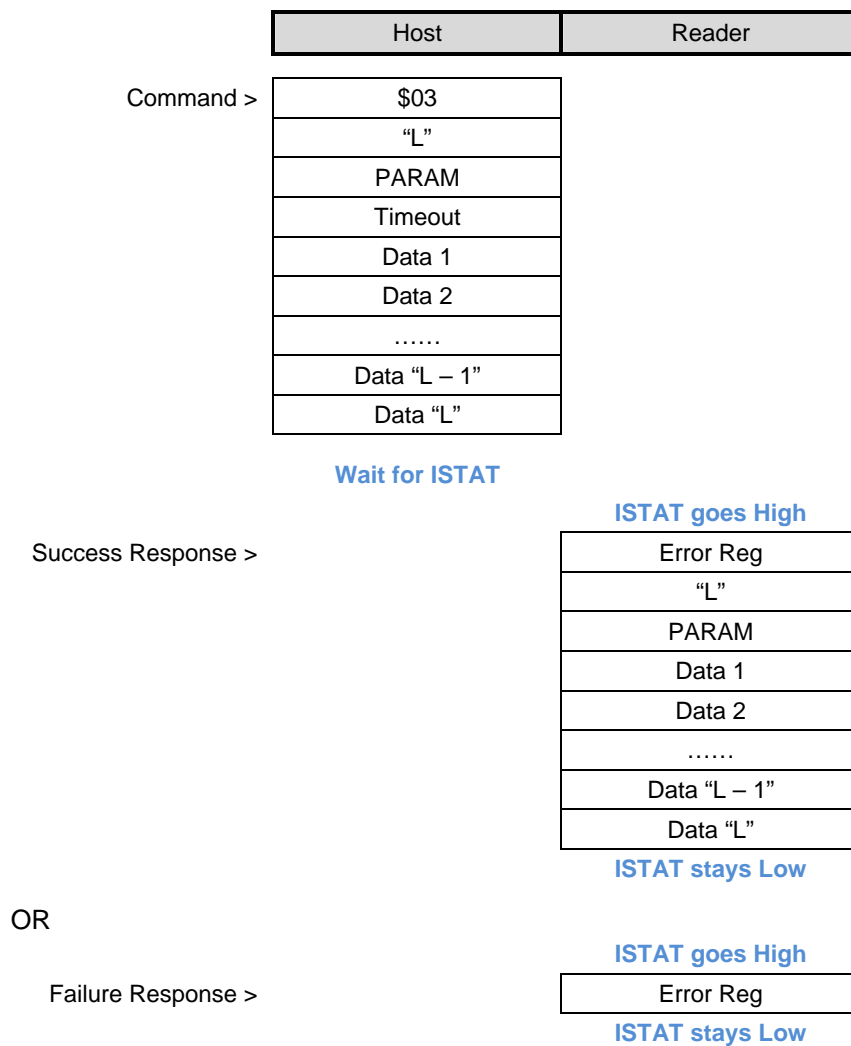 Host Reader
Command > $03
“L”
PARAM
Timeout
Data 1
Data 2
……
Data “L – 1”
Data “L”
Wait for ISTAT
ISTAT goes High
Success Response > Error Reg
“L”
PARAM
Data 1
Data 2
……
Data “L – 1”
Data “L”
ISTAT stays Low
OR
ISTAT goes High
Failure Response > Error Reg
ISTAT stays Low